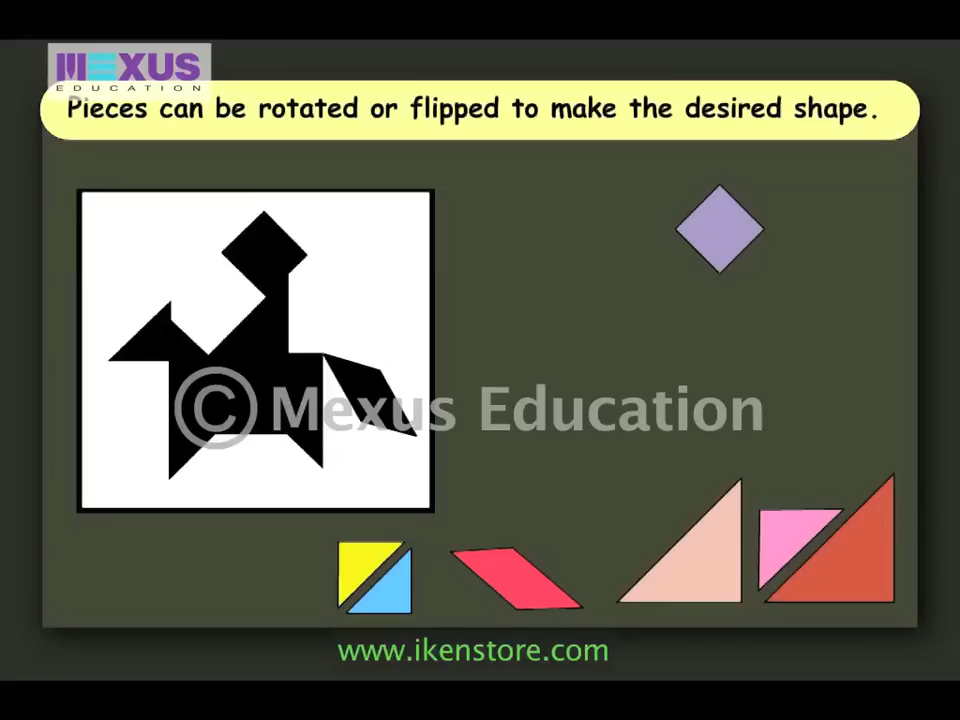 MEXUS
EDUCATION
Pieces can be rotated or flipped to make the desired shape.
© Mexus Education
www.ikenstore.com